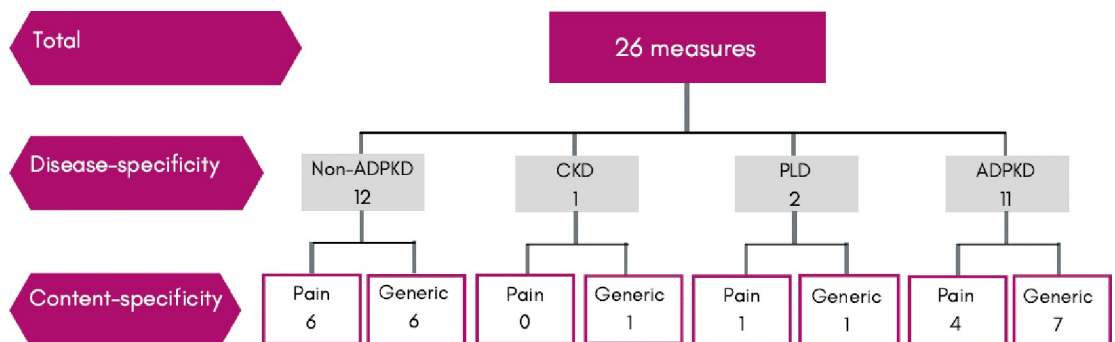 Total
26 measures
Disease-specificity
Non-ADPKD
12
CKD
1
PLD
2
ADPKD
11
Content-specificity
Pain
6
Generic
6
Pain
0
Generic
1
Pain
1
Generic
1
Pain
4
Generic
7